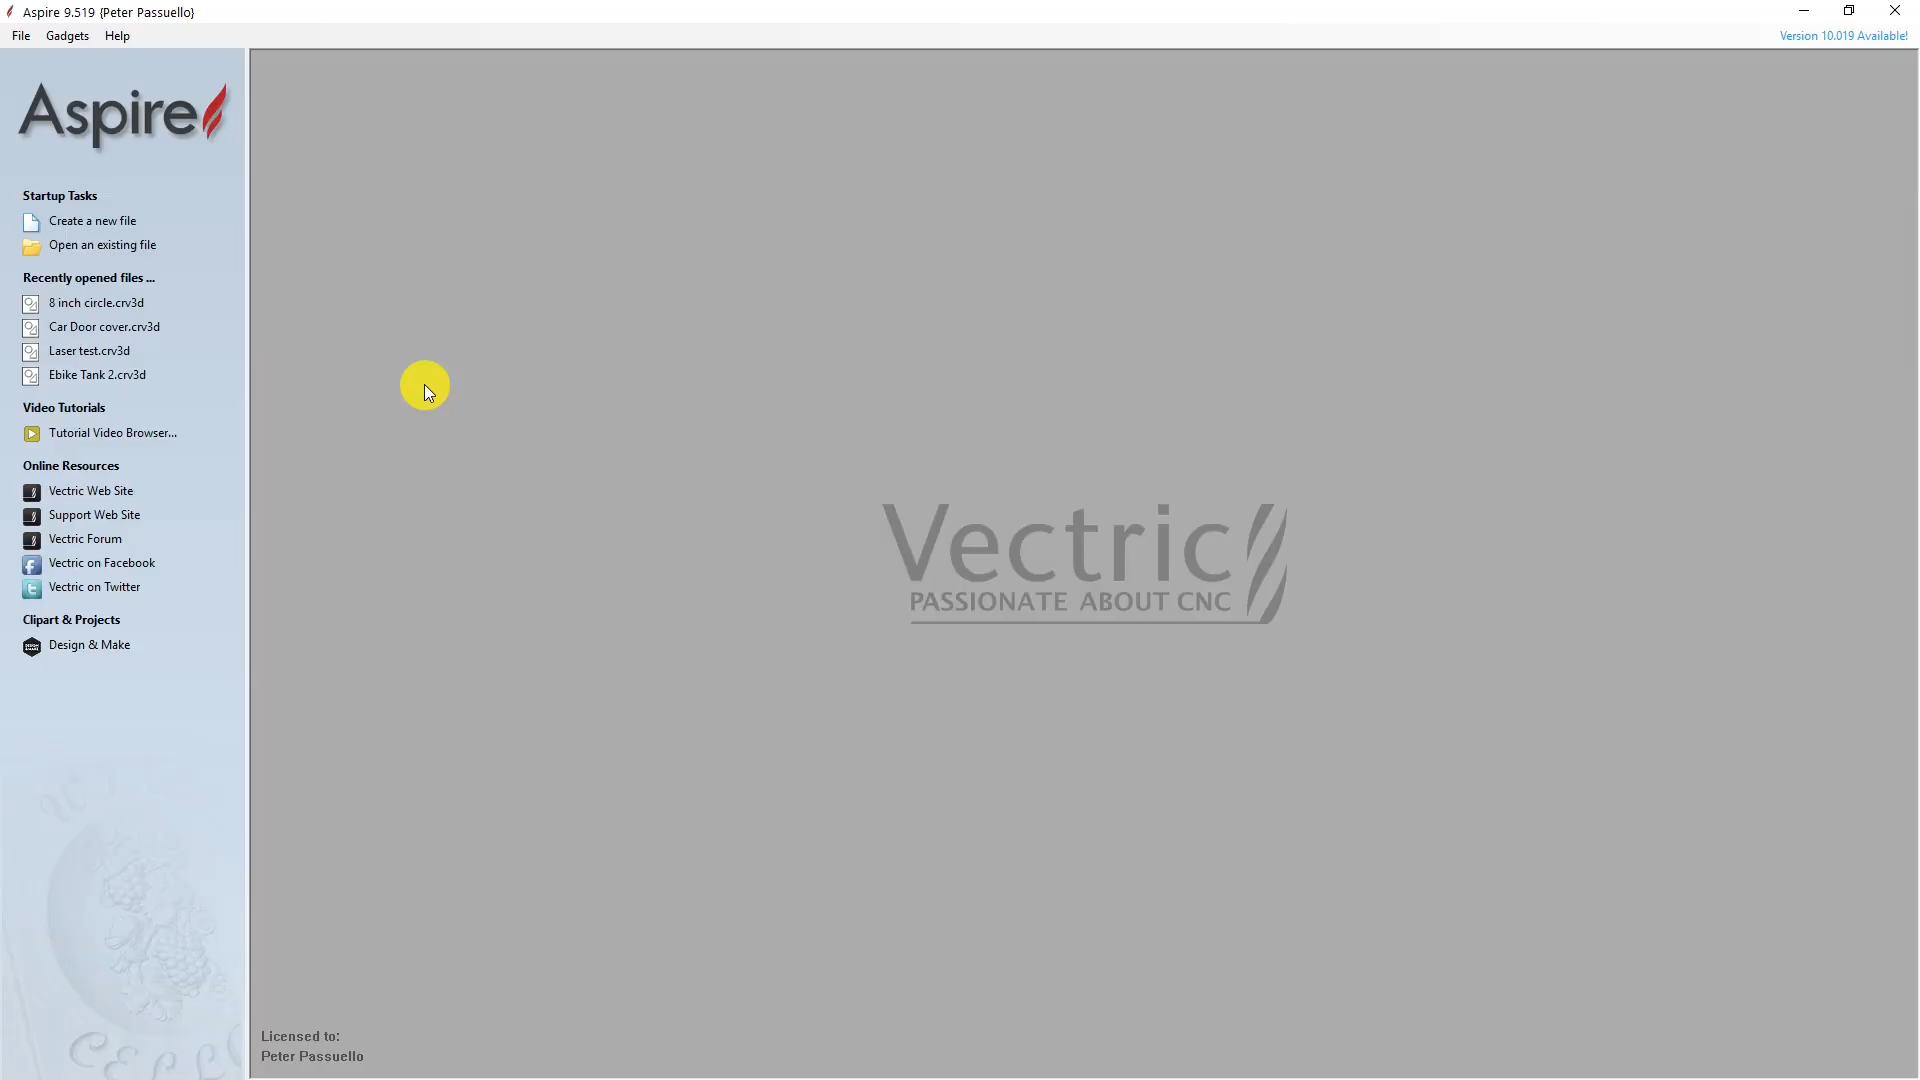 Aspire 9.519 {Peter Passuello}
File Gadgets Help
Version 10.019 Available!
Aspire
Startup Tasks
Create a new file
Open an existing file
Recently opened files ...
8 inch circle.crv3d
Car Door cover.crv3d
Laser test.crv3d
Ebike Tank 2.crv3d
Video Tutorials
Tutorial Video Browser...
Online Resources
Vectric Web Site
Support Web Site
Vectric Forum
Vectric on Facebook
Vectric on Twitter
Clipart & Projects
Design & Make
Vectric
PASSIONATE ABOUT CNC
Licensed to:
Peter Passuello